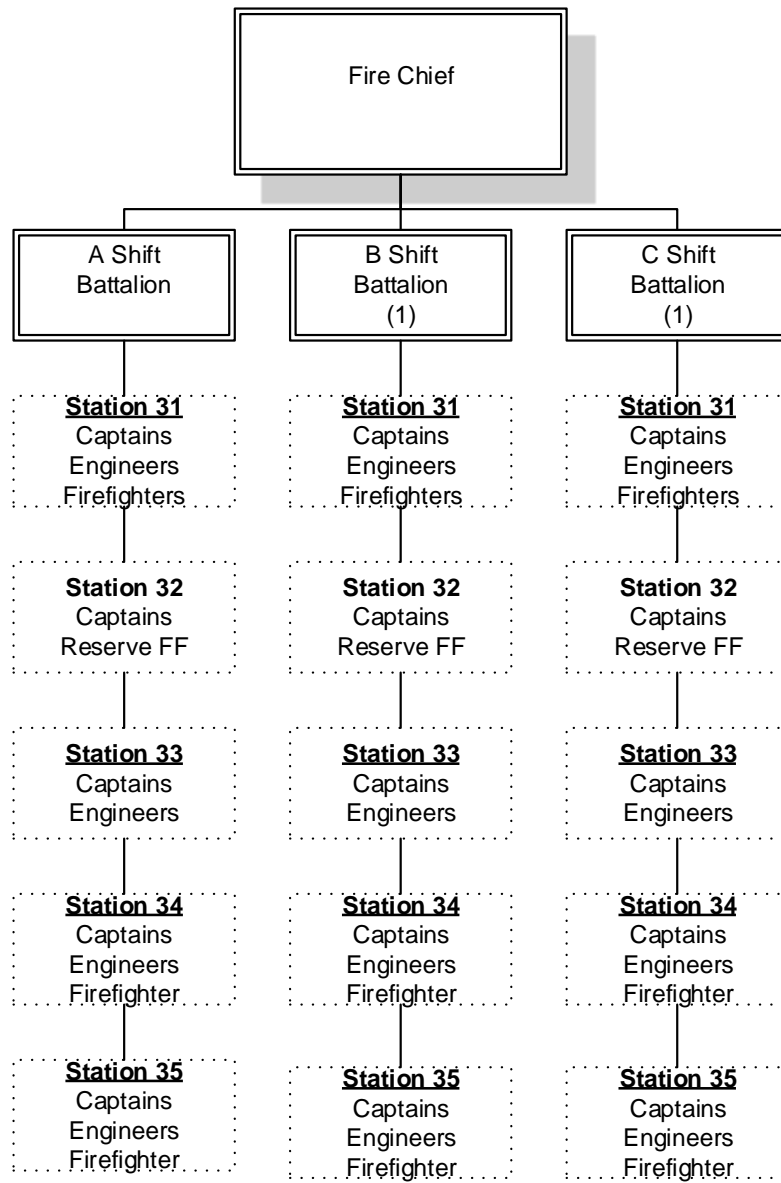 Fire Chief
A Shift
Battalion
B Shift
Battalion
(1)
C Shift
Battalion
(1)
Station 31
Captains
Engineers
Firefighters
Station 31
Captains
Engineers
Firefighters
Station 31
Captains
Engineers
Firefighters
Station 32
Captains
Reserve FF
Station 32
Captains
Reserve FF
Station 32
Captains
Reserve FF
Station 33
Captains
Engineers
Station 33
Captains
Engineers
Station 33
Captains
Engineers
Station 34
Captains
Engineers
Firefighter
Station 34
Captains
Engineers
Firefighter
Station 34
Captains
Engineers
Firefighter
Station 35
Captains
Engineers
Firefighter
Station 35
Captains
Engineers
Firefighter
Station 35
Captains
Engineers
Firefighter